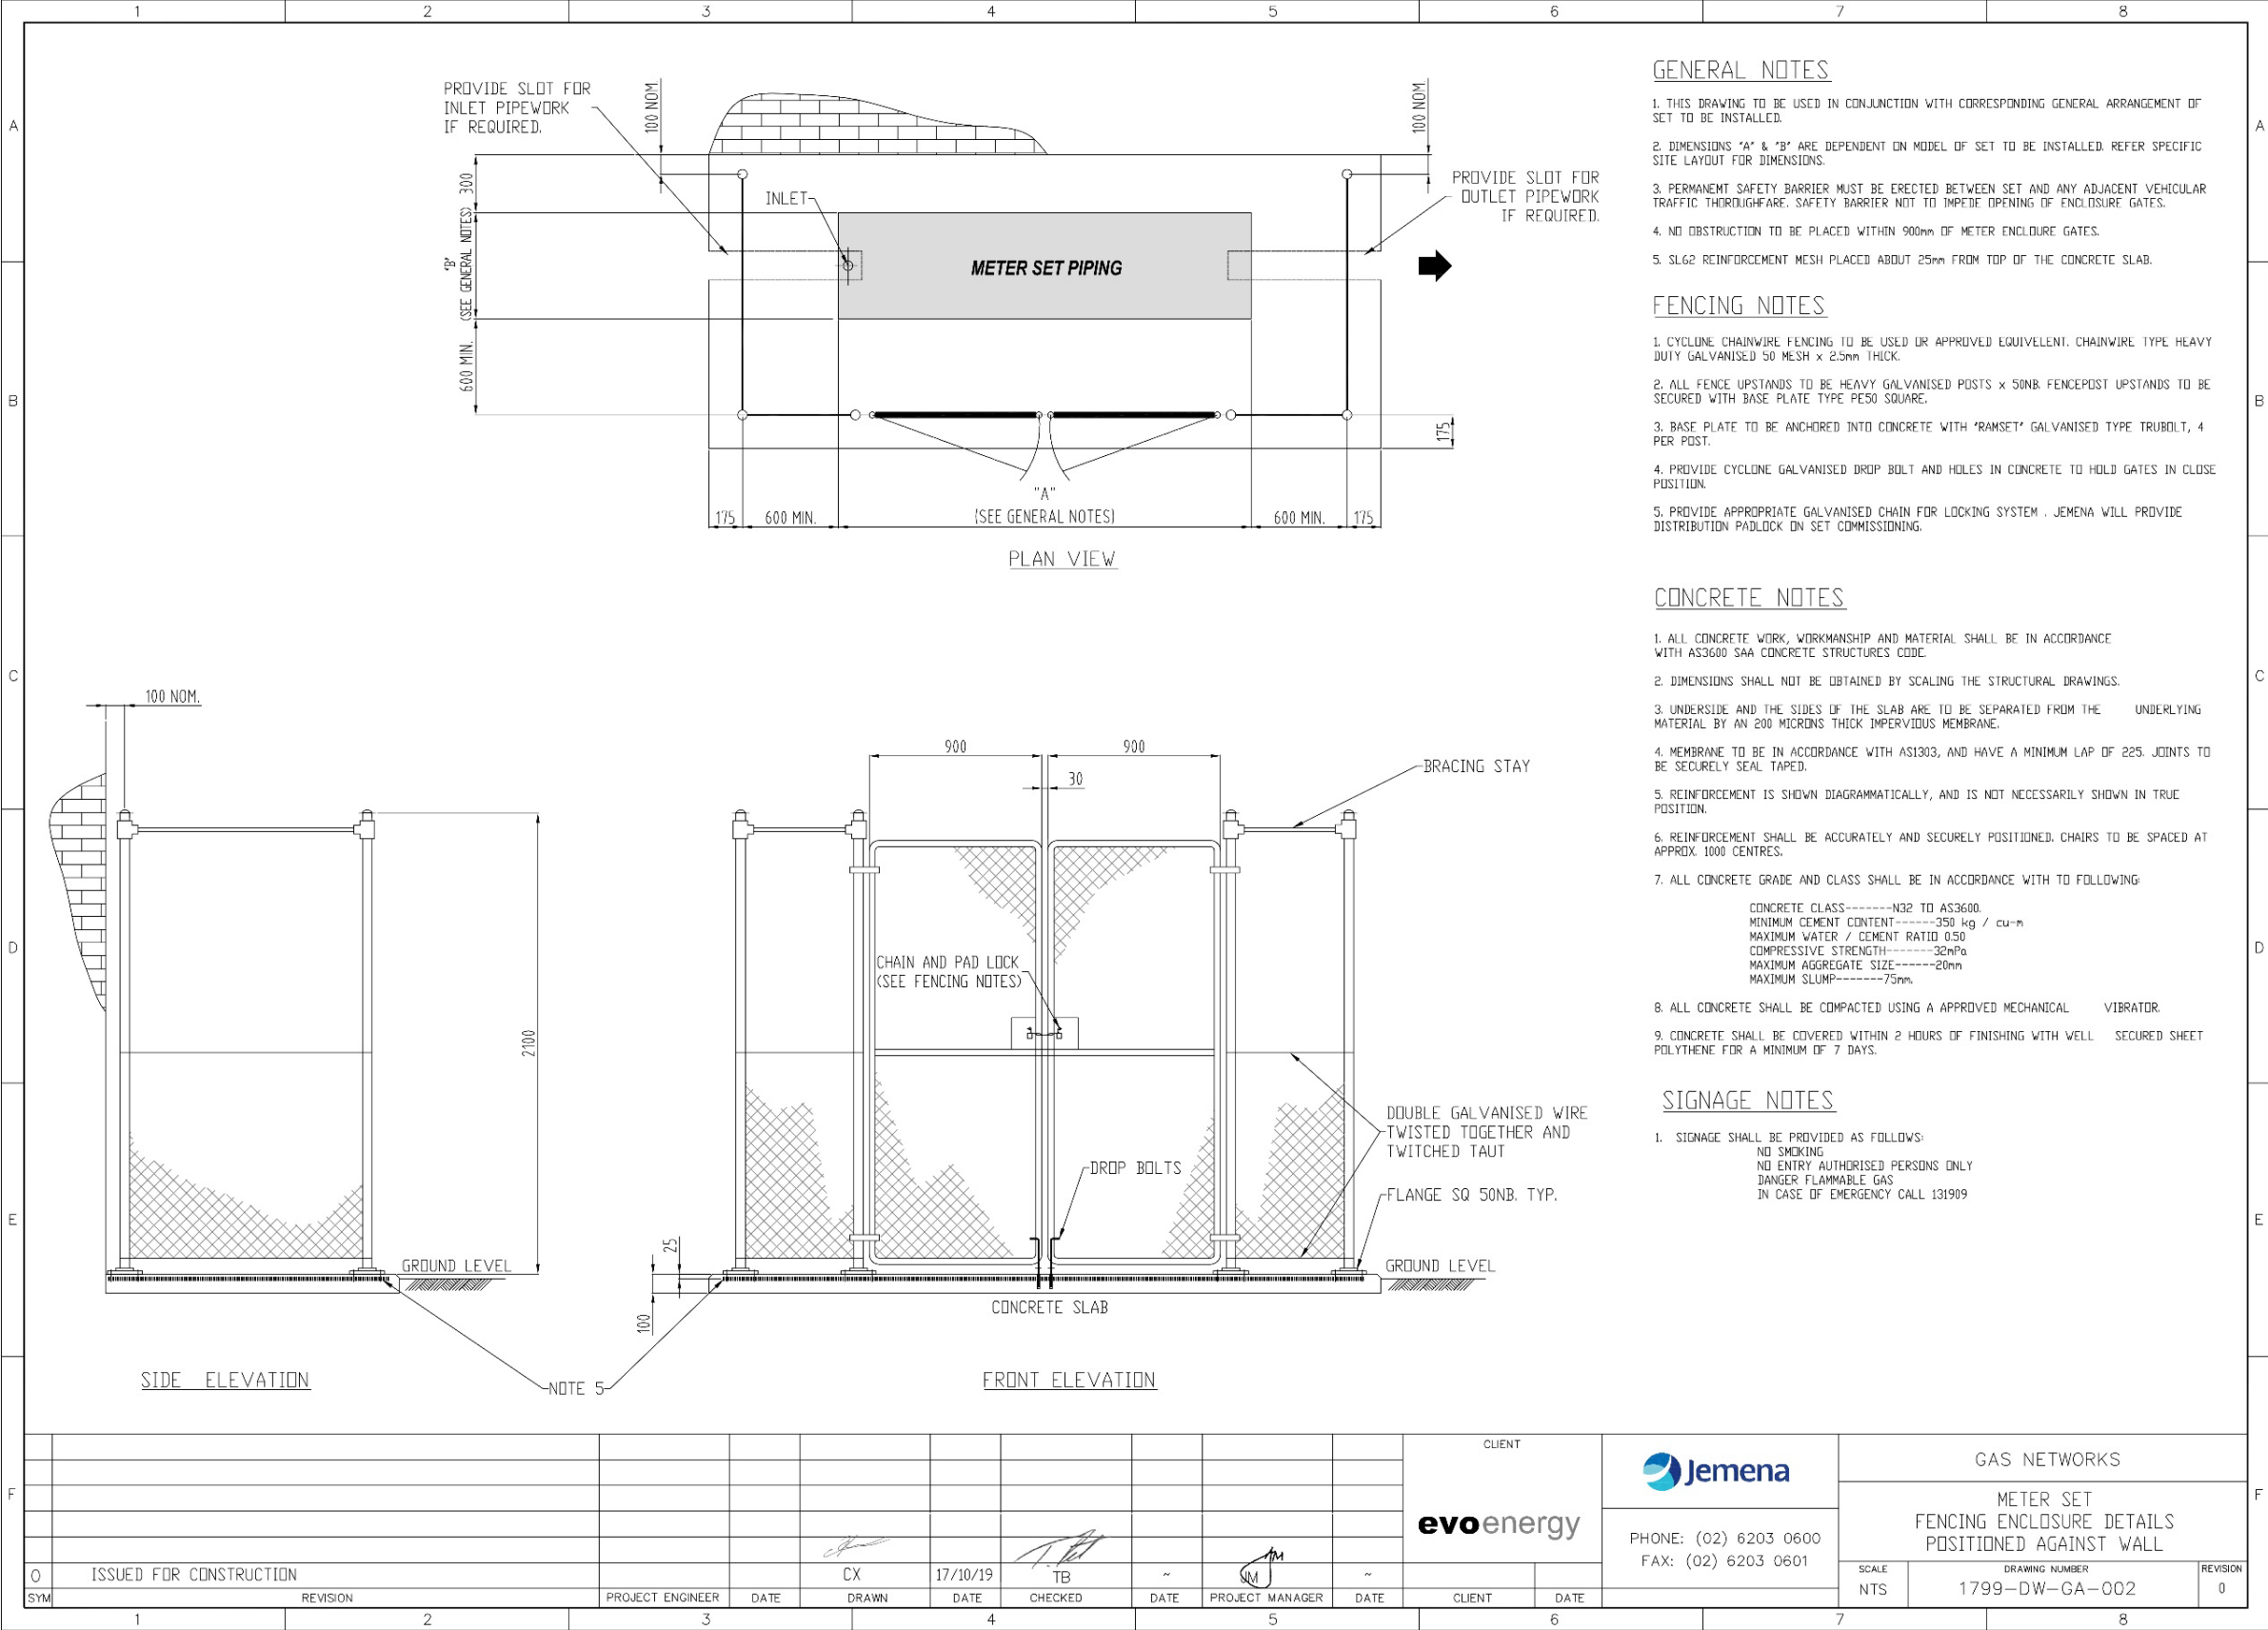 1 2 3 4 5 6 7 8
A
B
C
D
E
F
A
B
C
D
E
F
PROVIDE SLOT FOR
INLET PIPEWORK
IF REQUIRED.
100 NOM.
100 NOM.
300
"B"
(SEE GENERAL NOTES)
600 MIN.
INLET
METER SET PIPING
PROVIDE SLOT FOR
OUTLET PIPEWORK
IF REQUIRED.
175
"A"
175 600 MIN. (SEE GENERAL NOTES) 600 MIN. 175
PLAN VIEW
100 NOM.
2100
GROUND LEVEL
SIDE ELEVATION
900 900
30
BRACING STAY
CHAIN AND PAD LOCK
(SEE FENCING NOTES)
DOUBLE GALVANISED WIRE
TWISTED TOGETHER AND
TWITCHED TAUT
DROP BOLTS
FLANGE SQ 50NB. TYP.
25
100
GROUND LEVEL
CONCRETE SLAB
NOTE 5
FRONT ELEVATION
GENERAL NOTES
1. THIS DRAWING TO BE USED IN CONJUNCTION WITH CORRESPONDING GENERAL ARRANGEMENT OF
SET TO BE INSTALLED.
2. DIMENSIONS "A" & "B" ARE DEPENDENT ON MODEL OF SET TO BE INSTALLED. REFER SPECIFIC
SITE LAYOUT FOR DIMENSIONS.
3. PERMANEMT SAFETY BARRIER MUST BE ERECTED BETWEEN SET AND ANY ADJACENT VEHICULAR
TRAFFIC THOROUGHFARE. SAFETY BARRIER NOT TO IMPEDE OPENING OF ENCLOSURE GATES.
4. NO OBSTRUCTION TO BE PLACED WITHIN 900mm OF METER ENCLOURE GATES.
5. SL62 REINFORCEMENT MESH PLACED ABOUT 25mm FROM TOP OF THE CONCRETE SLAB.
FENCING NOTES
1. CYCLONE CHAINWIRE FENCING TO BE USED OR APPROVED EQUIVELENT. CHAINWIRE TYPE HEAVY
DUTY GALVANISED 50 MESH x 2.5mm THICK.
2. ALL FENCE UPSTANDS TO BE HEAVY GALVANISED POSTS x 50NB. FENCEPOST UPSTANDS TO BE
SECURED WITH BASE PLATE TYPE PE50 SQUARE.
3. BASE PLATE TO BE ANCHORED INTO CONCRETE WITH "RAMSET" GALVANISED TYPE TRUBOLT, 4
PER POST.
4. PROVIDE CYCLONE GALVANISED DROP BOLT AND HOLES IN CONCRETE TO HOLD GATES IN CLOSE
POSITION.
5. PROVIDE APPROPRIATE GALVANISED CHAIN FOR LOCKING SYSTEM . JEMENA WILL PROVIDE
DISTRIBUTION PADLOCK ON SET COMMISSIONING.
CONCRETE NOTES
1. ALL CONCRETE WORK, WORKMANSHIP AND MATERIAL SHALL BE IN ACCORDANCE
WITH AS3600 SAA CONCRETE STRUCTURES CODE.
2. DIMENSIONS SHALL NOT BE OBTAINED BY SCALING THE STRUCTURAL DRAWINGS.
3. UNDERSIDE AND THE SIDES OF THE SLAB ARE TO BE SEPARATED FROM THE UNDERLYING
MATERIAL BY AN 200 MICRONS THICK IMPERVIOUS MEMBRANE.
4. MEMBRANE TO BE IN ACCORDANCE WITH AS1303, AND HAVE A MINIMUM LAP OF 225. JOINTS TO
BE SECURELY SEAL TAPED.
5. REINFORCEMENT IS SHOWN DIAGRAMMATICALLY, AND IS NOT NECESSARILY SHOWN IN TRUE
POSITION.
6. REINFORCEMENT SHALL BE ACCURATELY AND SECURELY POSITIONED. CHAIRS TO BE SPACED AT
APPROX. 1000 CENTRES.
7. ALL CONCRETE GRADE AND CLASS SHALL BE IN ACCORDANCE WITH TO FOLLOWING:
CONCRETE CLASS-------N32 TO AS3600.
MINIMUM CEMENT CONTENT------350 kg / cu-m
MAXIMUM WATER / CEMENT RATIO 0.50
COMPRESSIVE STRENGTH-------32mPa
MAXIMUM AGGREGATE SIZE------20mm
MAXIMUM SLUMP-------75mm.
8. ALL CONCRETE SHALL BE COMPACTED USING A APPROVED MECHANICAL VIBRATOR.
9. CONCRETE SHALL BE COVERED WITHIN 2 HOURS OF FINISHING WITH WELL SECURED SHEET
POLYTHENE FOR A MINIMUM OF 7 DAYS.
SIGNAGE NOTES
1. SIGNAGE SHALL BE PROVIDED AS FOLLOWS:
NO SMOKING
NO ENTRY AUTHORISED PERSONS ONLY
DANGER FLAMMABLE GAS
IN CASE OF EMERGENCY CALL 131909
0 ISSUED FOR CONSTRUCTION CX 17/10/19 TB ~ JM ~
SYM REVISION PROJECT ENGINEER DATE DRAWN DATE CHECKED DATE PROJECT MANAGER DATE CLIENT DATE
CLIENT
evoenergy
Jemena
PHONE: (02) 6203 0600
FAX: (02) 6203 0601
GAS NETWORKS
METER SET
FENCING ENCLOSURE DETAILS
POSITIONED AGAINST WALL
SCALE DRAWING NUMBER REVISION
NTS 1799-DW-GA-002 0
1 2 3 4 5 6 7 8